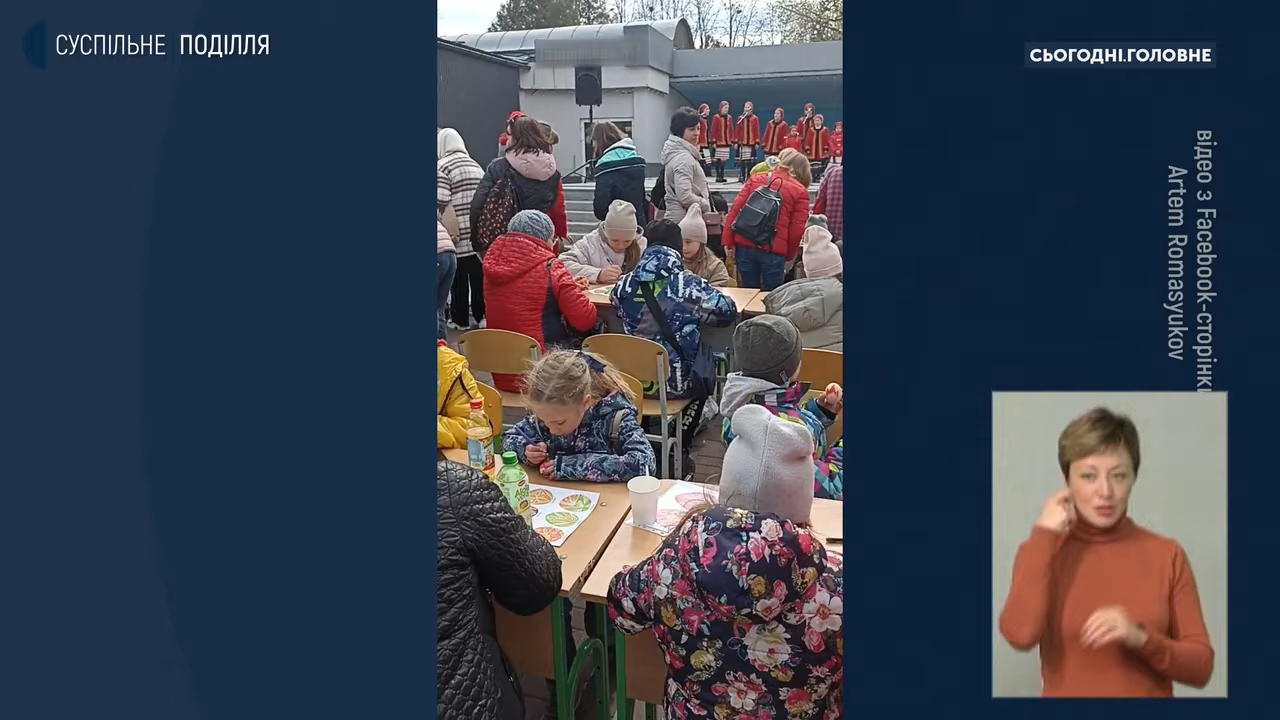 СУСПІЛЬНЕ ПОДІЛЛЯ
СЬОГОДНІ.ГОЛОВНЕ
відео з Facebook-сторінки
Artem Romasyukov